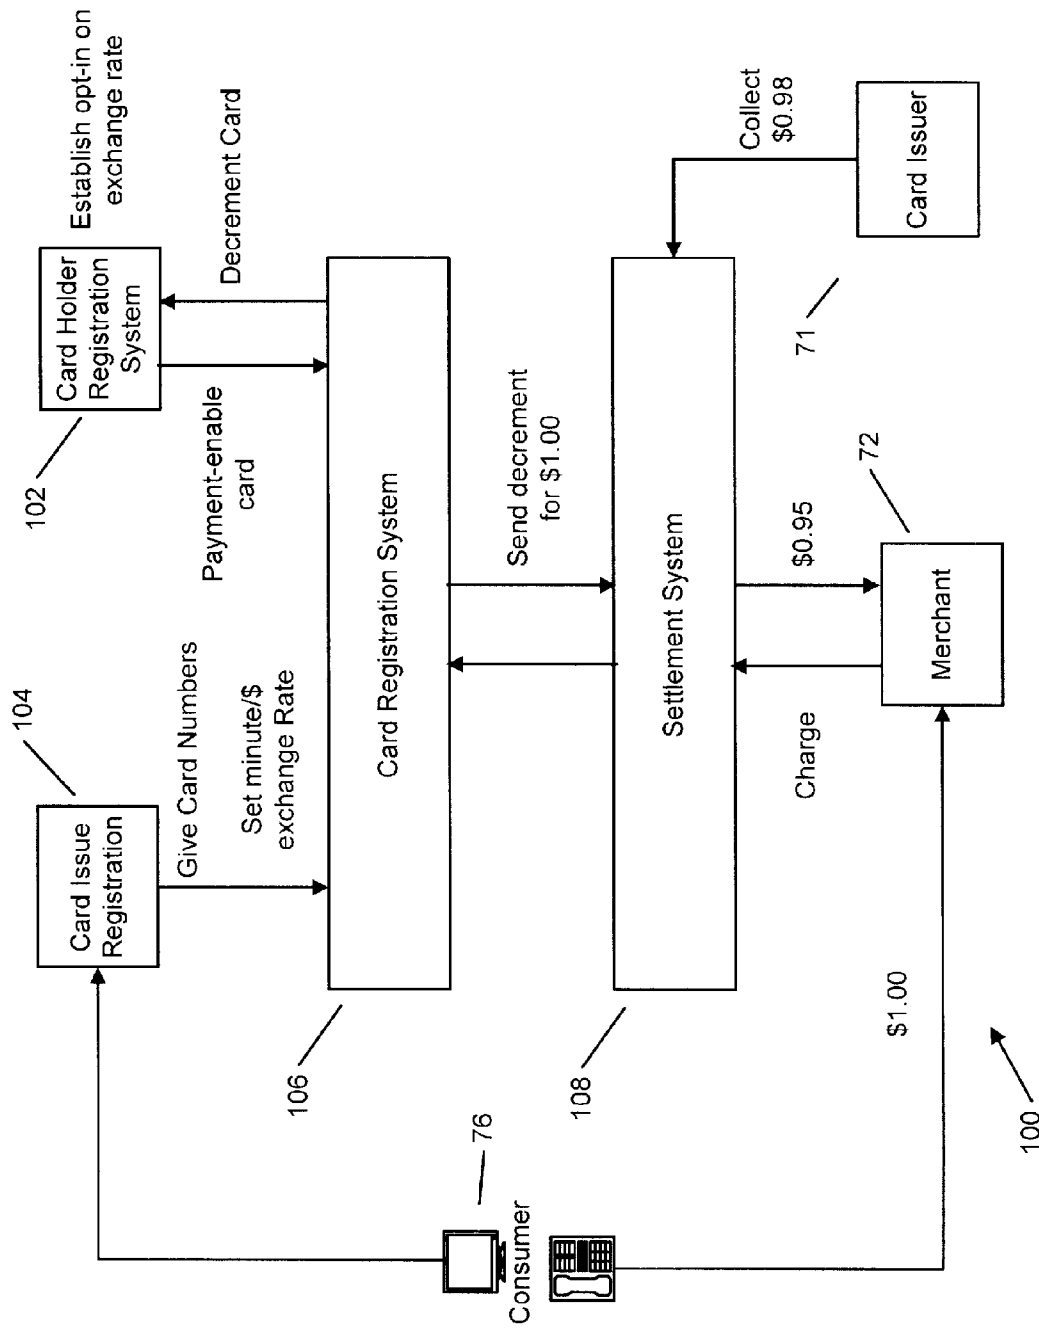 104
Card Issue
Registration
Give Card Numbers
Set minute/$
exchange Rate
102
Card Holder
Registration
System
Establish opt-in on
exchange rate
Payment-enable
card
Decrement Card
106
Card Registration System
Send decrement
for $1.00
76
Consumer
108
Settlement System
Collect
$0.98
Charge
$0.95
71
Card Issuer
72
Merchant
$1.00
100